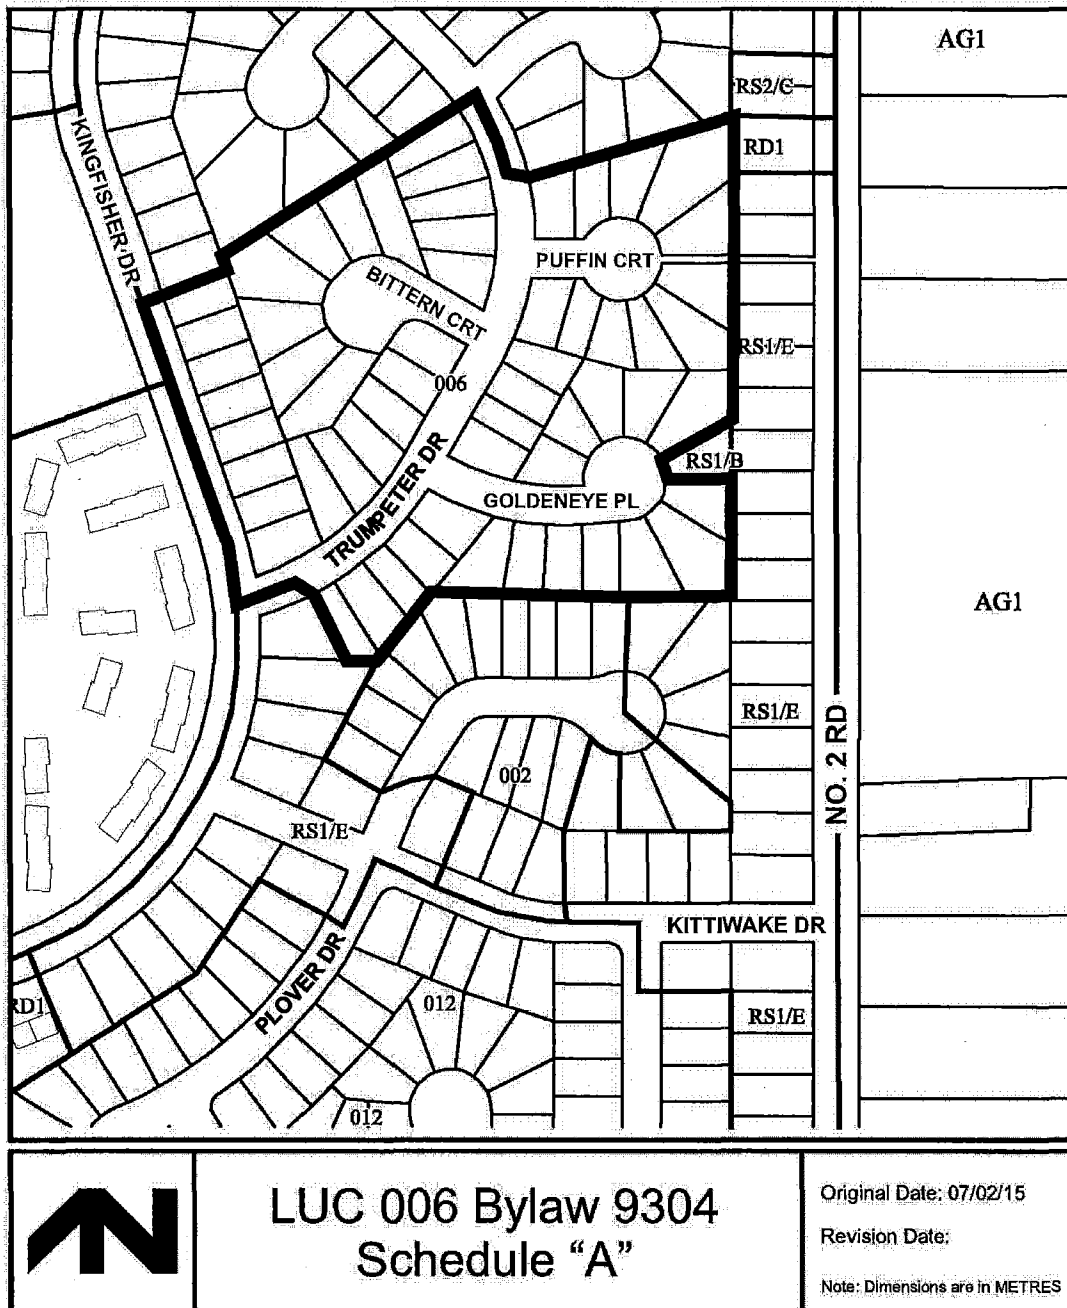 AG1
RS2/C
RD1
KINGFISHER DR
PUFFIN CRT
BITTERN CRT
RS1/E
006
RS1/B
TRUMPETER DR
GOLDENEYE PL
AG1
RS1/E
NO. 2 RD
002
RS1/E
KITTIWAKE DR
PLOVER DR
012
RD1
RS1/E
012
LUC 006 Bylaw 9304
Schedule "A"
Original Date: 07/02/15
Revision Date:
Note: Dimensions are in METRES